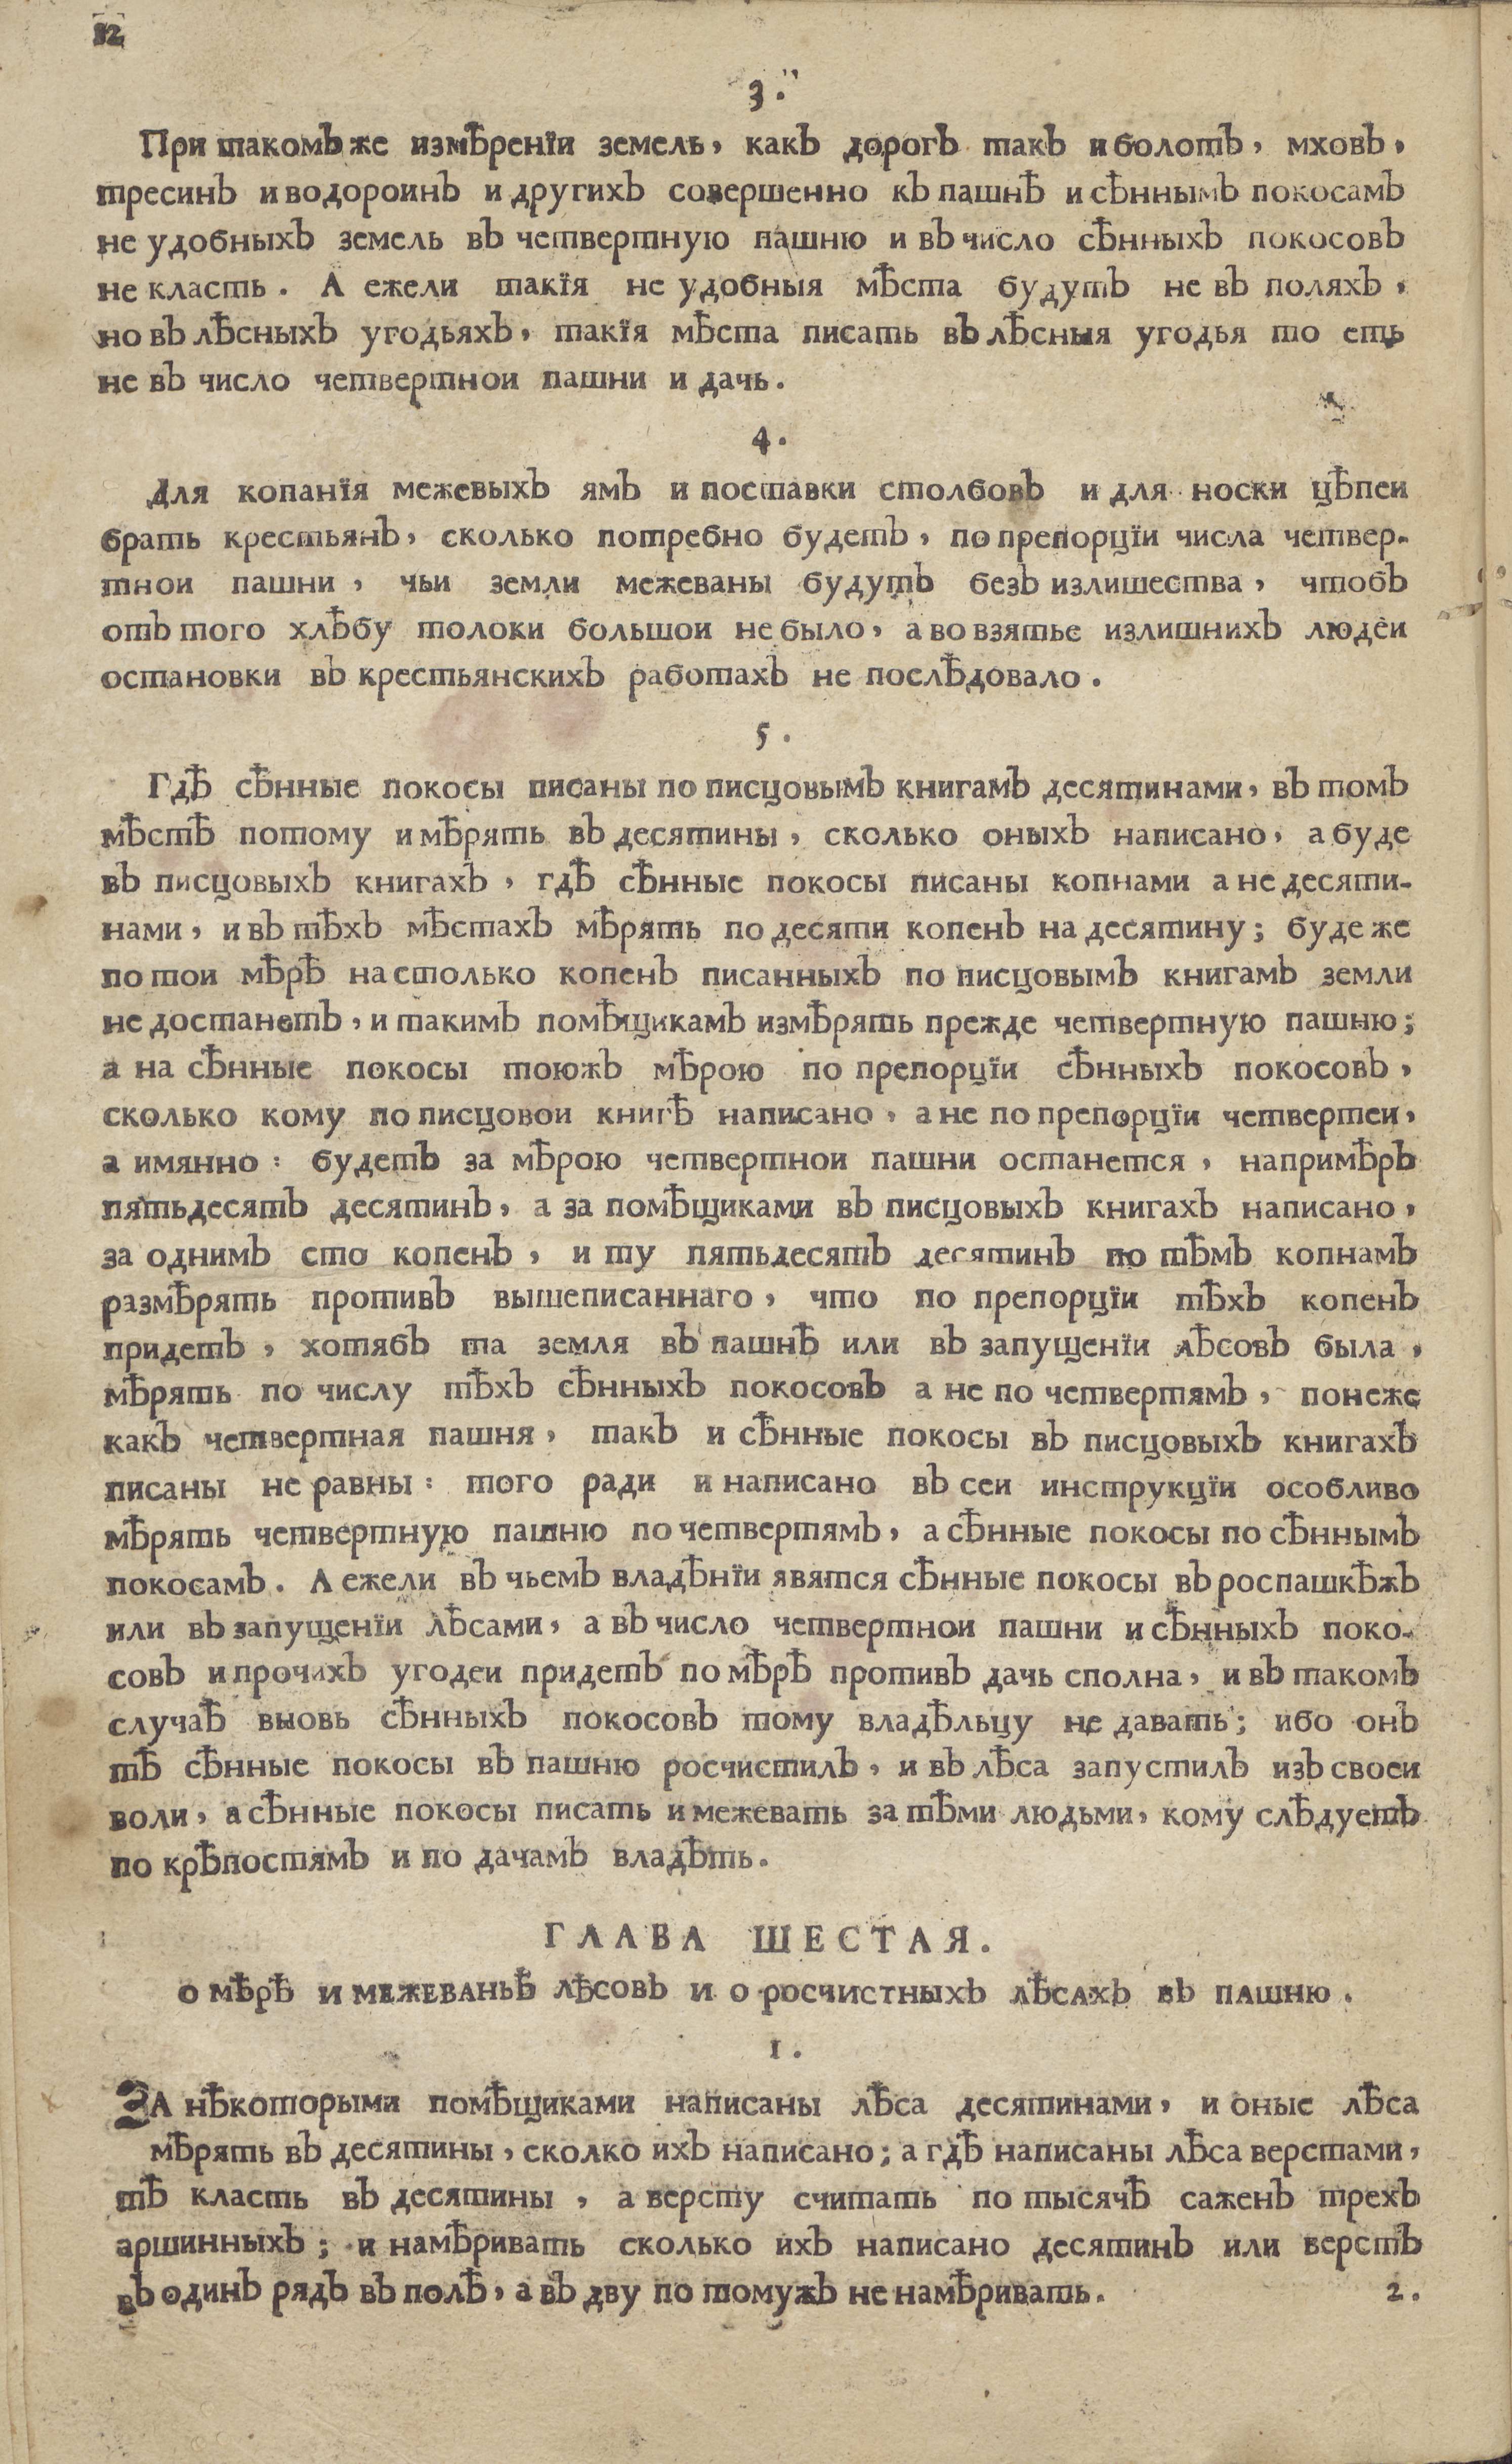 12
3.
При такомъ же измѣренїи земель, какъ дорогъ такъ и болотъ, мховъ,
тресинъ и водороинъ и другихъ совершенно къ пашнѣ и сѣннымъ покосамъ
не удобныхъ земель въ четвертную пашню и въ число сѣнныхъ покосовъ
не класть. А ежели такїя не удобныя мѣста будутъ не въ поляхъ,
но въ лѣсныхъ угодьяхъ, такїя мѣста писать въ лѣсныя угодья то еть
не въ число четвертнои пашни и дачь.
4.
Для копанїя межевыхъ ямъ и поставки столбовъ и для носки цѣпеи
брать крестьянъ, сколько потребно будетъ, по препорцїи числа четвер-
тнои пашни, чьи земли межеваны будутъ безъ излишества, чтобъ
отъ того хлѣбу толоки большои не было, а во взятье излишнихъ людеи
остановки въ крестьянскихъ работахъ не послѣдовало.
5.
Гдѣ сѣнные покосы писаны по писцовымъ книгамъ десятинами, въ томъ
мѣстѣ потому и мѣрять въ десятины, сколько оныхъ написано, а буде
въ писцовыхъ книгахъ, гдѣ сѣнные покосы писаны копнами а не десяти-
нами, и въ тѣхъ мѣстахъ мѣрять по десяти копенъ на десятину; буде же
по тои мѣрѣ на столько копенъ писанныхъ по писцовымъ книгамъ земли
не достанетъ, и такимъ помѣщикамъ измѣрять прежде четвертную пашню;
а на сѣнные покосы тоюжъ мѣрою по препорцїи сѣнныхъ покосовъ,
сколько кому по писцовои книгѣ написано, а не по препорцїи четвертеи,
а имянно: будетъ за мѣрою четвертнои пашни останется, напримѣръ
пятьдесятъ десятинъ, а за помѣщиками въ писцовыхъ книгахъ написано,
за однимъ сто копенъ, и ту пятьдесятъ десятинъ по тѣмъ копнамъ
размѣрять противъ вышеписаннаго, что по препорцїи тѣхъ копенъ
придетъ, хотябъ та земля въ пашнѣ или въ запущенїи лѣсовъ была,
мѣрять по числу тѣхъ сѣнныхъ покосовъ а не по четвертямъ, понеже
какъ четвертная пашня, такъ и сѣнные покосы въ писцовыхъ книгахъ
писаны не равны: того ради и написано въ сеи инструкцїи особливо
мѣрять четвертную пашню по четвертямъ, а сѣнные покосы по сѣннымъ
покосамъ. А ежели въ чьемъ владѣнїи явятся сѣнные покосы въ роспашкѣжъ
или въ запущенїи лѣсами, а въ число четвертнои пашни и сѣнныхъ поко-
совъ и прочихъ угодеи придетъ по мѣрѣ противъ дачь сполна, и въ такомъ
случаѣ вновь сѣнныхъ покосовъ тому владѣльцу не давать; ибо онъ
тѣ сѣнные покосы въ пашню росчистилъ, и въ лѣса запустилъ изъ своеи
воли, а сѣнные покосы писать и межевать за тѣми людьми, кому слѣдуетъ
по крѣпостямъ и по дачамъ владѣть.
ГЛАВА ШЕСТАЯ.
О МѢРѢ И МЕЖЕВАНЬѢ ЛѢСОВЪ И О РОСЧИСТНЫХЪ ЛѢСАХЪ ВЪ ПАШНЮ.
1.
ЗА нѣкоторыми помѣщиками написаны лѣса десятинами, и оные лѣса
мѣрять въ десятины, сколко ихъ написано; а гдѣ написаны лѣса верстами,
тѣ класть въ десятины, а версту считать по тысячѣ саженъ трехъ
аршинныхъ; и намѣривать сколько ихъ написано десятинъ или верстъ
въ одинъ рядъ въ полѣ, а въ дву по томужъ не намѣривать. 2.